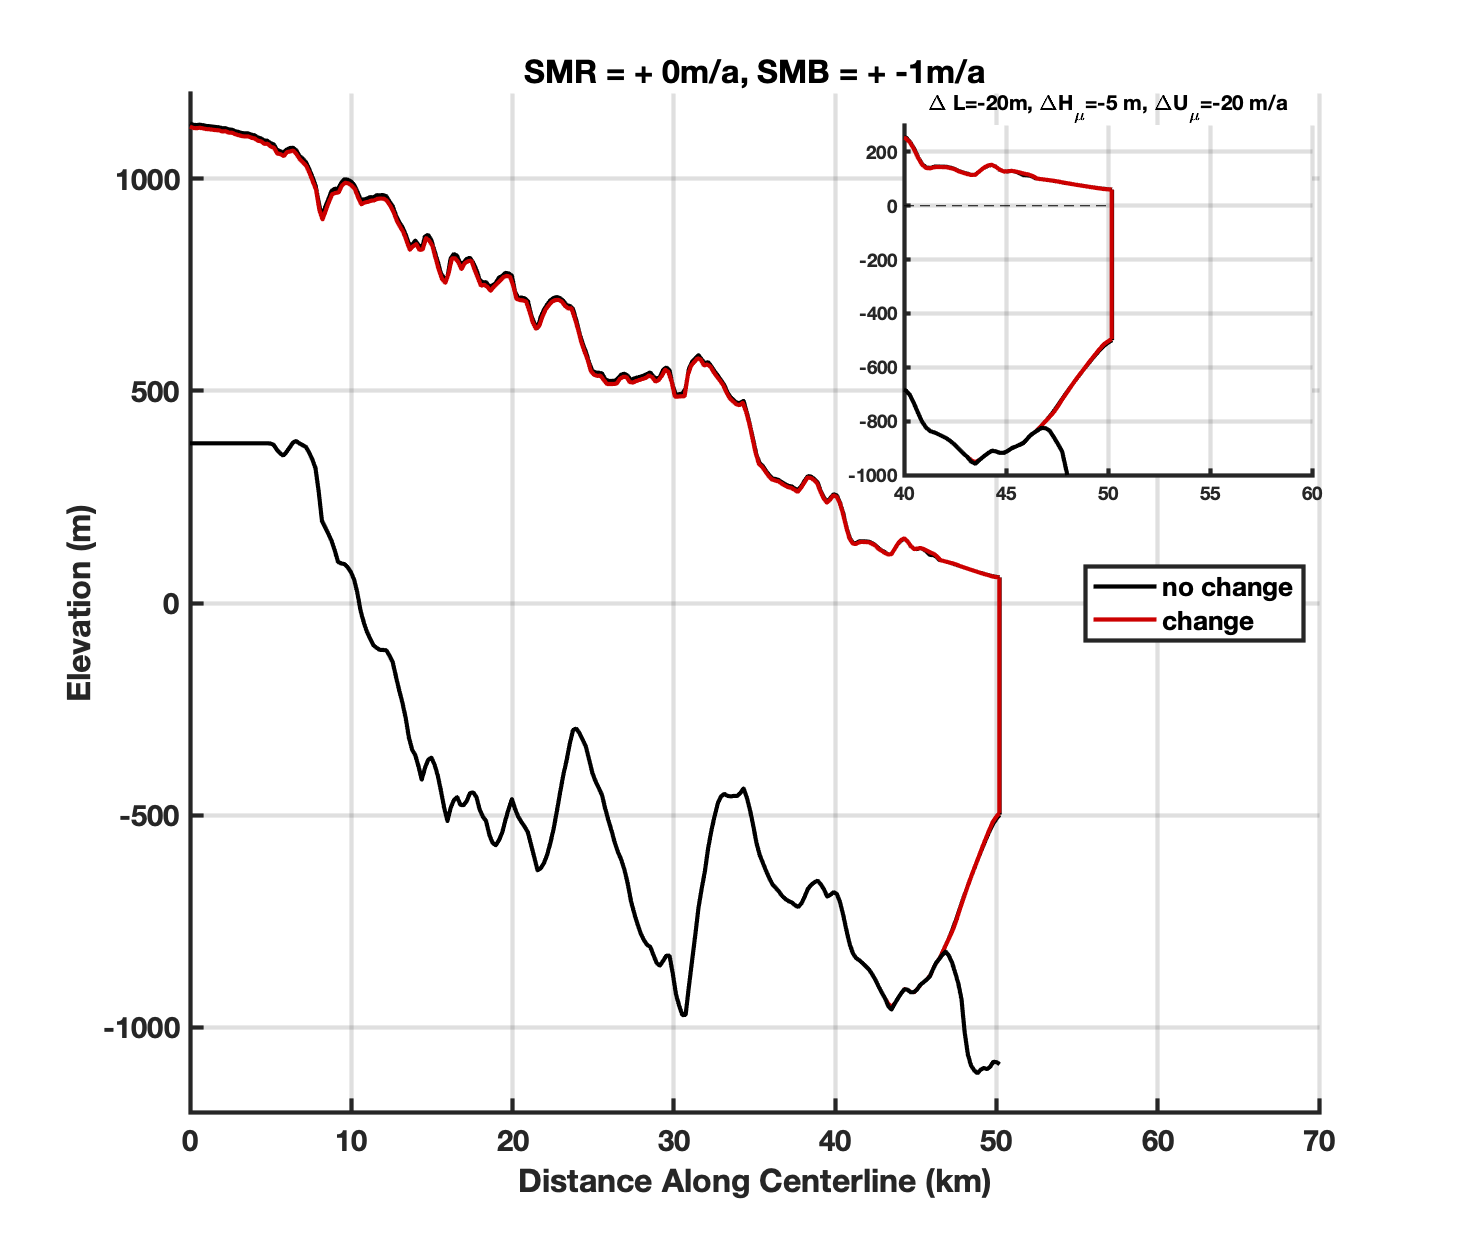 SMR = + 0m/a, SMB = + -1m/a
Δ L=-20m, ΔHμ=-5 m, ΔUμ=-20 m/a
200
0
-200
-400
-600
-800
-1000
40 45 50 55 60
1000
500
0
-500
-1000
Elevation (m)
no change
change
0 10 20 30 40 50 60 70
Distance Along Centerline (km)